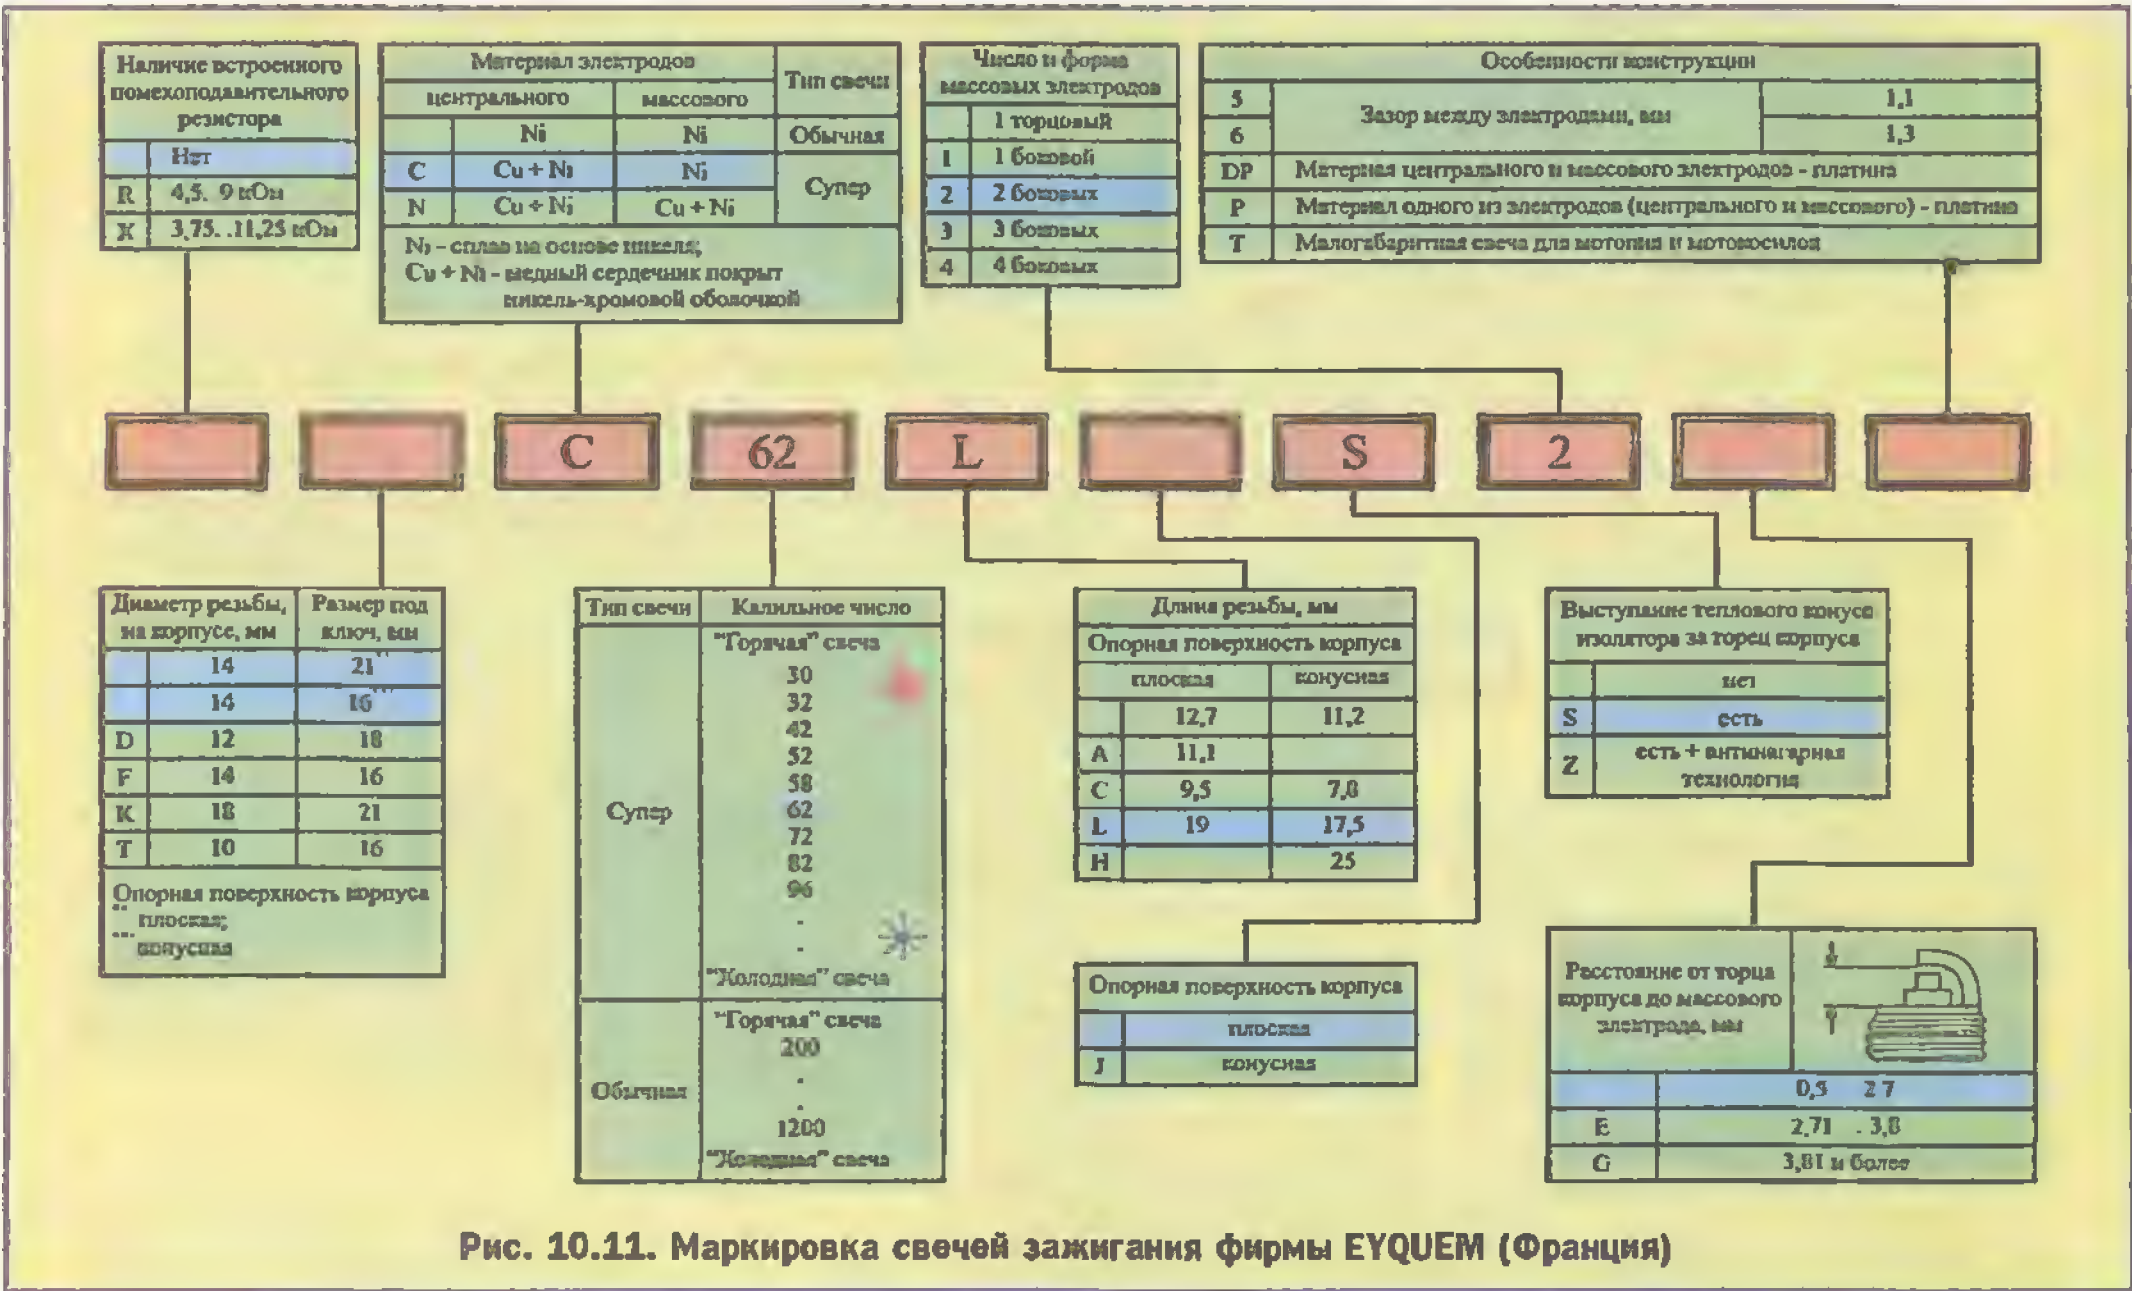 Наличие встроенного
помехоподавительного
резистора
Нет
R 4,5. 9 кОм
X 3,75. .11,25 кОм
Материал электродов
Тип свечи
центрального массового
Ni Ni Обычная
C Cu + Ni Ni
Супер
N Cu + Ni Cu + Ni
Ni – сплав на основе никеля;
Cu + Ni - медный сердечник покрыт
никель-хромовой оболочкой
Число и форма
массовых электродов
1 торцовый
1 1 боковой
2 2 боковых
3 3 боковых
4 4 боковых
Особенности конструкции
5 1,1
Зазор между электродами, мм
6 1,3
DP Материал центрального и массового электродов - платина
P Материал одного из электродов (центрального и массового) - платина
T Малогабаритная свеча для мотопил и мотокосилок
C 62 L S 2
Диаметр резьбы, Размер под
на корпусе, мм ключ, мм
14 21**
14 16***
D 12 18
F 14 16
K 18 21
T 10 16
Опорная поверхность корпуса
** плоская;
*** конусная
Тип свечи Калильное число
"Горячая" свеча
30
32
42
52
58
Супер 62
72
82
96
.
.
"Холодная" свеча
"Горячая" свеча
200
.
Обычная
.
1200
"Холодная" свеча
Длина резьбы, мм
Опорная поверхность корпуса
плоская конусная
12,7 11,2
A 11,1
C 9,5 7,8
L 19 17,5
H 25
Опорная поверхность корпуса
плоская
J конусная
Выступание теплового конуса
изолятора за торец корпуса
нет
S есть
Z есть + антинагарная
технология
Расстояние от торца
корпуса до массового
электрода, мм
0,5 2 7
E 2,71 . 3,8
G 3,81 и более
Рис. 10.11. Маркировка свечей зажигания фирмы EYQUEM (Франция)